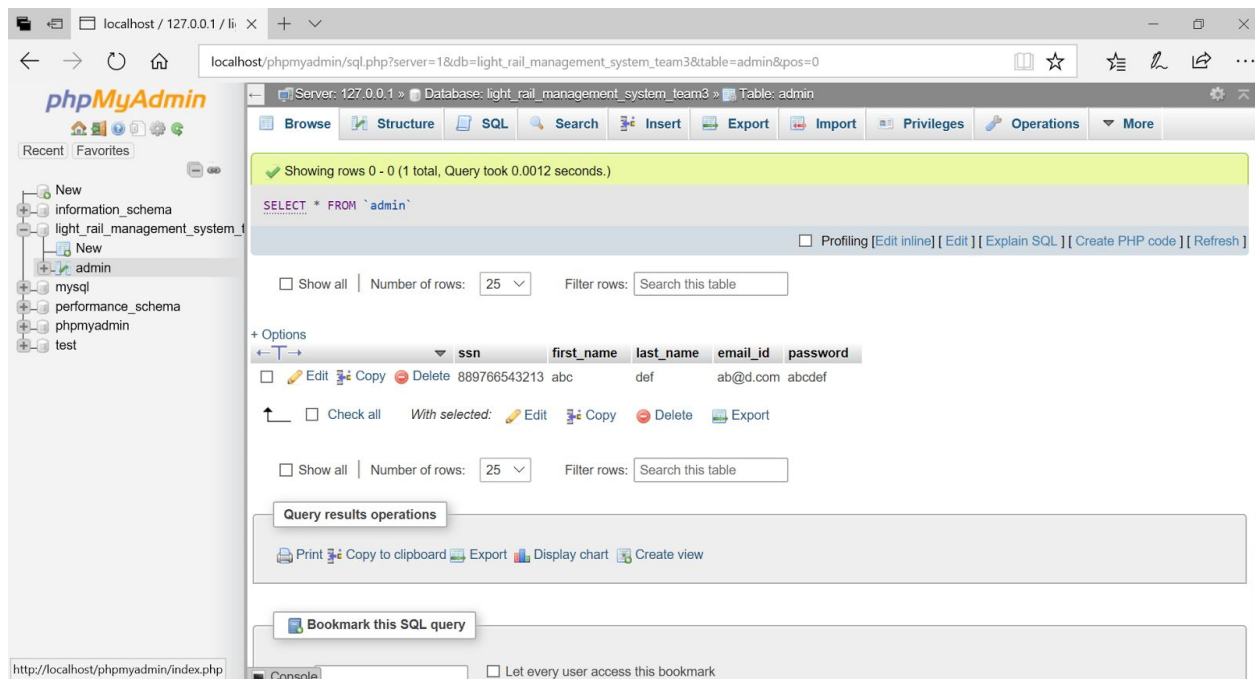 localhost / 127.0.0.1 / li
localhost/phpmyadmin/sql.php?server=1&db=light_rail_management_system_team3&table=admin&pos=0
phpMyAdmin
Recent Favorites
New
information_schema
light_rail_management_system_t
New
admin
mysql
performance_schema
phpmyadmin
test
http://localhost/phpmyadmin/index.php
Server: 127.0.0.1 » Database: light_rail_management_system_team3 » Table: admin
Browse Structure SQL Search Insert Export Import Privileges Operations More
Showing rows 0 - 0 (1 total, Query took 0.0012 seconds.)
SELECT * FROM `admin`
Profiling [Edit inline] [ Edit ] [ Explain SQL ] [ Create PHP code ] [ Refresh ]
Show all | Number of rows: 25 Filter rows: Search this table
+ Options
←T→ ssn first_name last_name email_id password
Edit Copy Delete 889766543213 abc def ab@d.com abcdef
Check all With selected: Edit Copy Delete Export
Show all | Number of rows: 25 Filter rows: Search this table
Query results operations
Print Copy to clipboard Export Display chart Create view
Bookmark this SQL query
Console Let every user access this bookmark